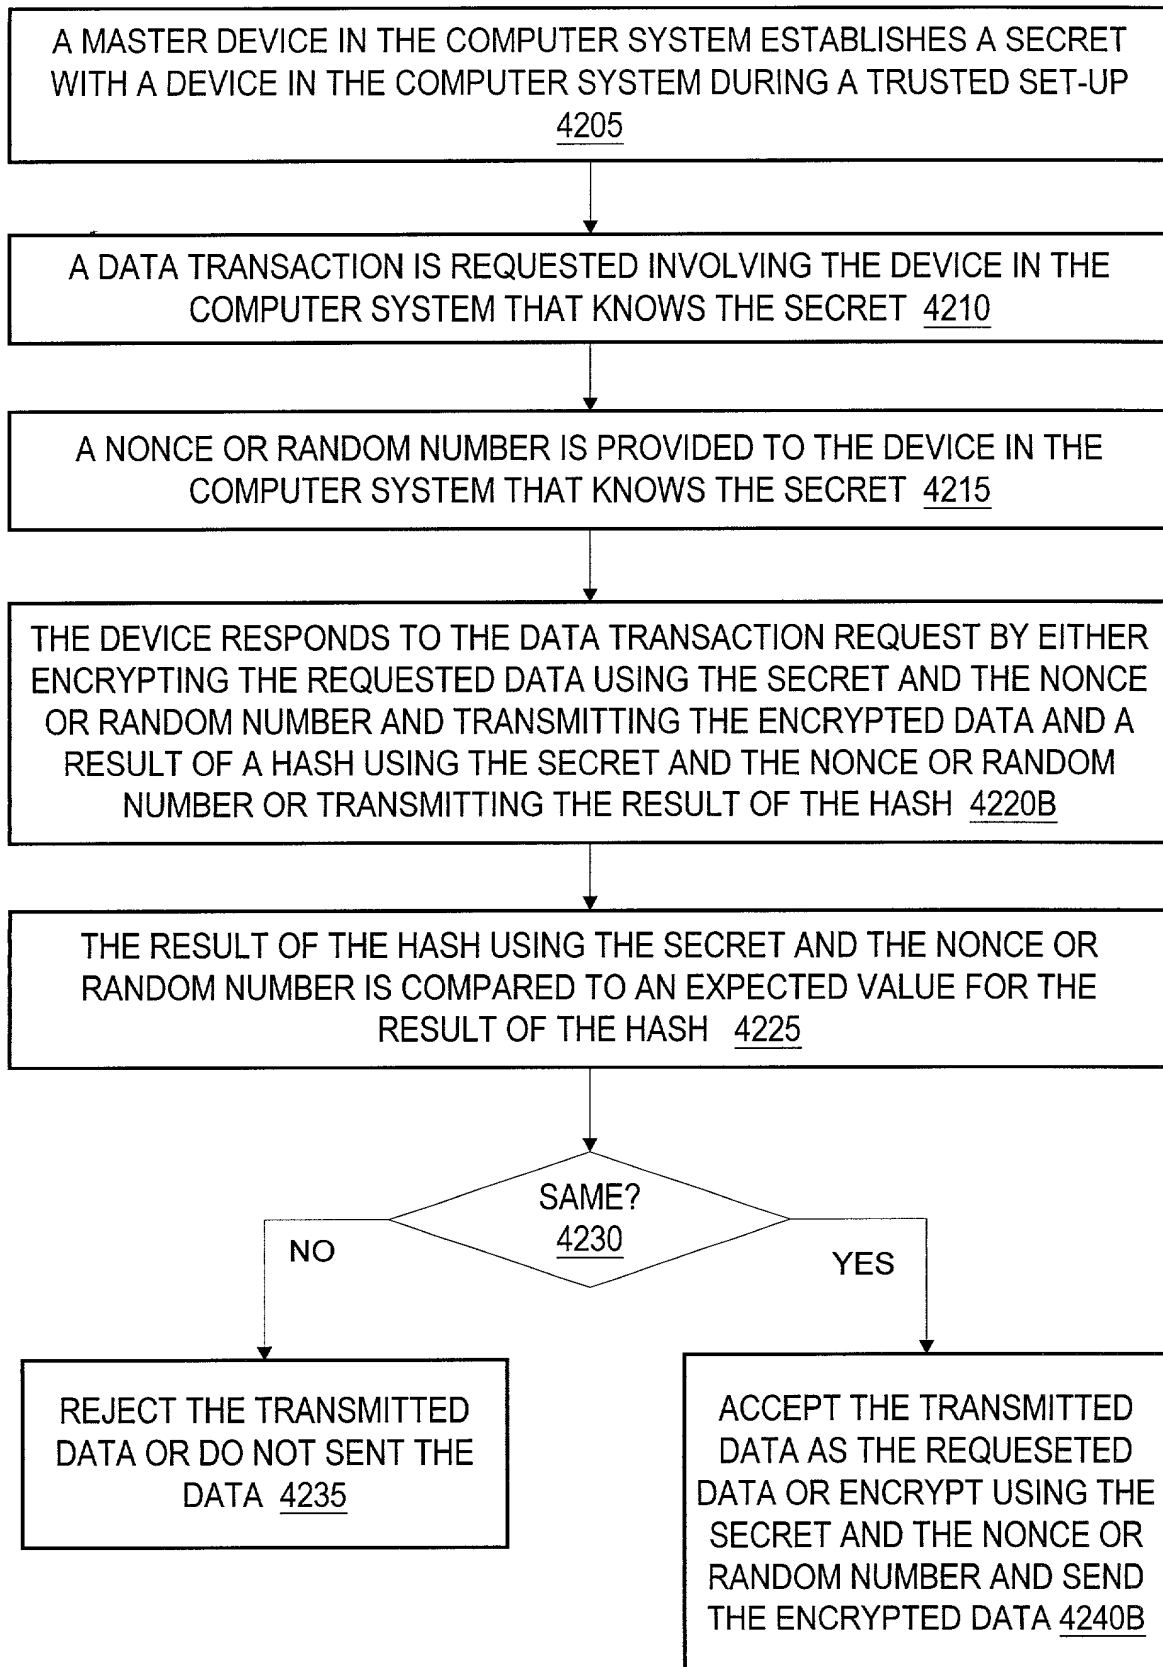 A MASTER DEVICE IN THE COMPUTER SYSTEM ESTABLISHES A SECRET
WITH A DEVICE IN THE COMPUTER SYSTEM DURING A TRUSTED SET-UP
4205
A DATA TRANSACTION IS REQUESTED INVOLVING THE DEVICE IN THE
COMPUTER SYSTEM THAT KNOWS THE SECRET 4210
A NONCE OR RANDOM NUMBER IS PROVIDED TO THE DEVICE IN THE
COMPUTER SYSTEM THAT KNOWS THE SECRET 4215
THE DEVICE RESPONDS TO THE DATA TRANSACTION REQUEST BY EITHER
ENCRYPTING THE REQUESTED DATA USING THE SECRET AND THE NONCE
OR RANDOM NUMBER AND TRANSMITTING THE ENCRYPTED DATA AND A
RESULT OF A HASH USING THE SECRET AND THE NONCE OR RANDOM
NUMBER OR TRANSMITTING THE RESULT OF THE HASH 4220B
THE RESULT OF THE HASH USING THE SECRET AND THE NONCE OR
RANDOM NUMBER IS COMPARED TO AN EXPECTED VALUE FOR THE
RESULT OF THE HASH 4225
SAME?
4230
NO
YES
REJECT THE TRANSMITTED
DATA OR DO NOT SENT THE
DATA 4235
ACCEPT THE TRANSMITTED
DATA AS THE REQUESETED
DATA OR ENCRYPT USING THE
SECRET AND THE NONCE OR
RANDOM NUMBER AND SEND
THE ENCRYPTED DATA 4240B